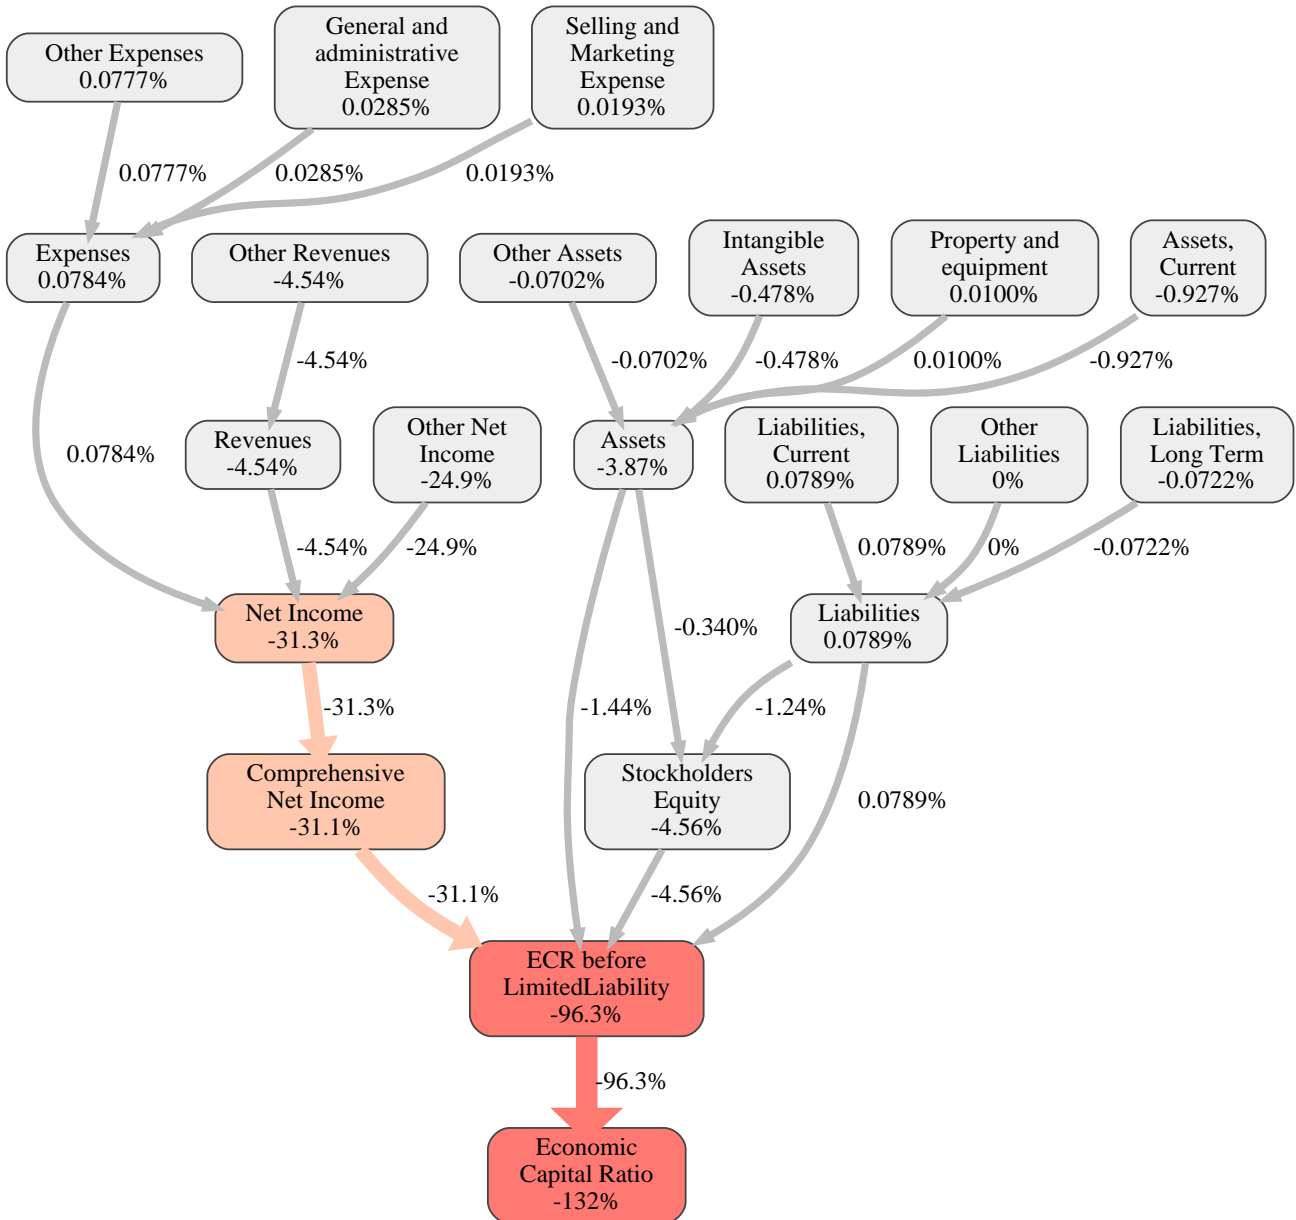 Other Expenses
0.0777%
General and
administrative
Expense
0.0285%
Selling and
Marketing
Expense
0.0193%
0.0777%
0.0285%
0.0193%
Expenses
0.0784%
Other Revenues
-4.54%
Other Assets
-0.0702%
Intangible
Assets
-0.478%
Property and
equipment
0.0100%
Assets,
Current
-0.927%
-4.54%
-0.0702%
-0.478%
0.0100%
-0.927%
0.0784%
Revenues
-4.54%
Other Net
Income
-24.9%
Assets
-3.87%
Liabilities,
Current
0.0789%
Other
Liabilities
0%
Liabilities,
Long Term
-0.0722%
-4.54%
-24.9%
0.0789%
0%
-0.0722%
Net Income
-31.3%
-0.340%
Liabilities
0.0789%
-31.3%
-1.44%
-1.24%
Comprehensive
Net Income
-31.1%
Stockholders
Equity
-4.56%
0.0789%
-31.1%
-4.56%
ECR before
LimitedLiability
-96.3%
-96.3%
Economic
Capital Ratio
-132%